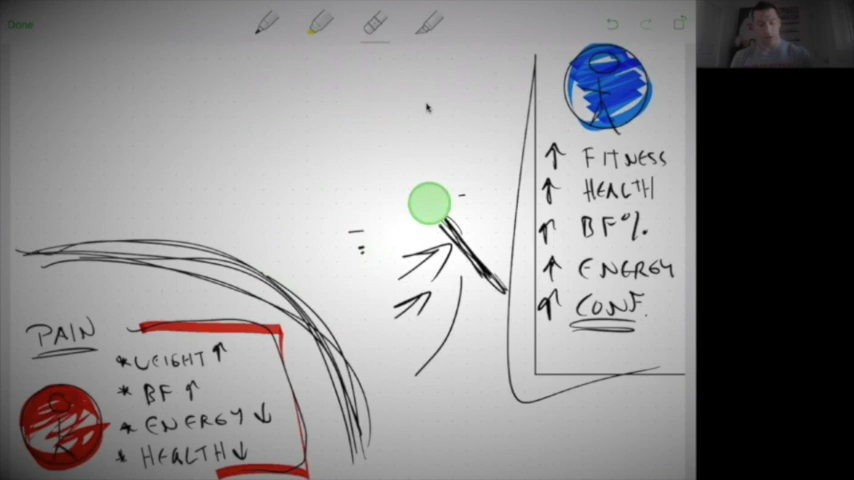 Done
↑ FITNESS
↑ HEALTH
↑ BF%
↑ ENERGY
↑ CONF.
PAIN
* WEIGHT ↑
* BF ↑
* ENERGY ↓
* HEALTH ↓